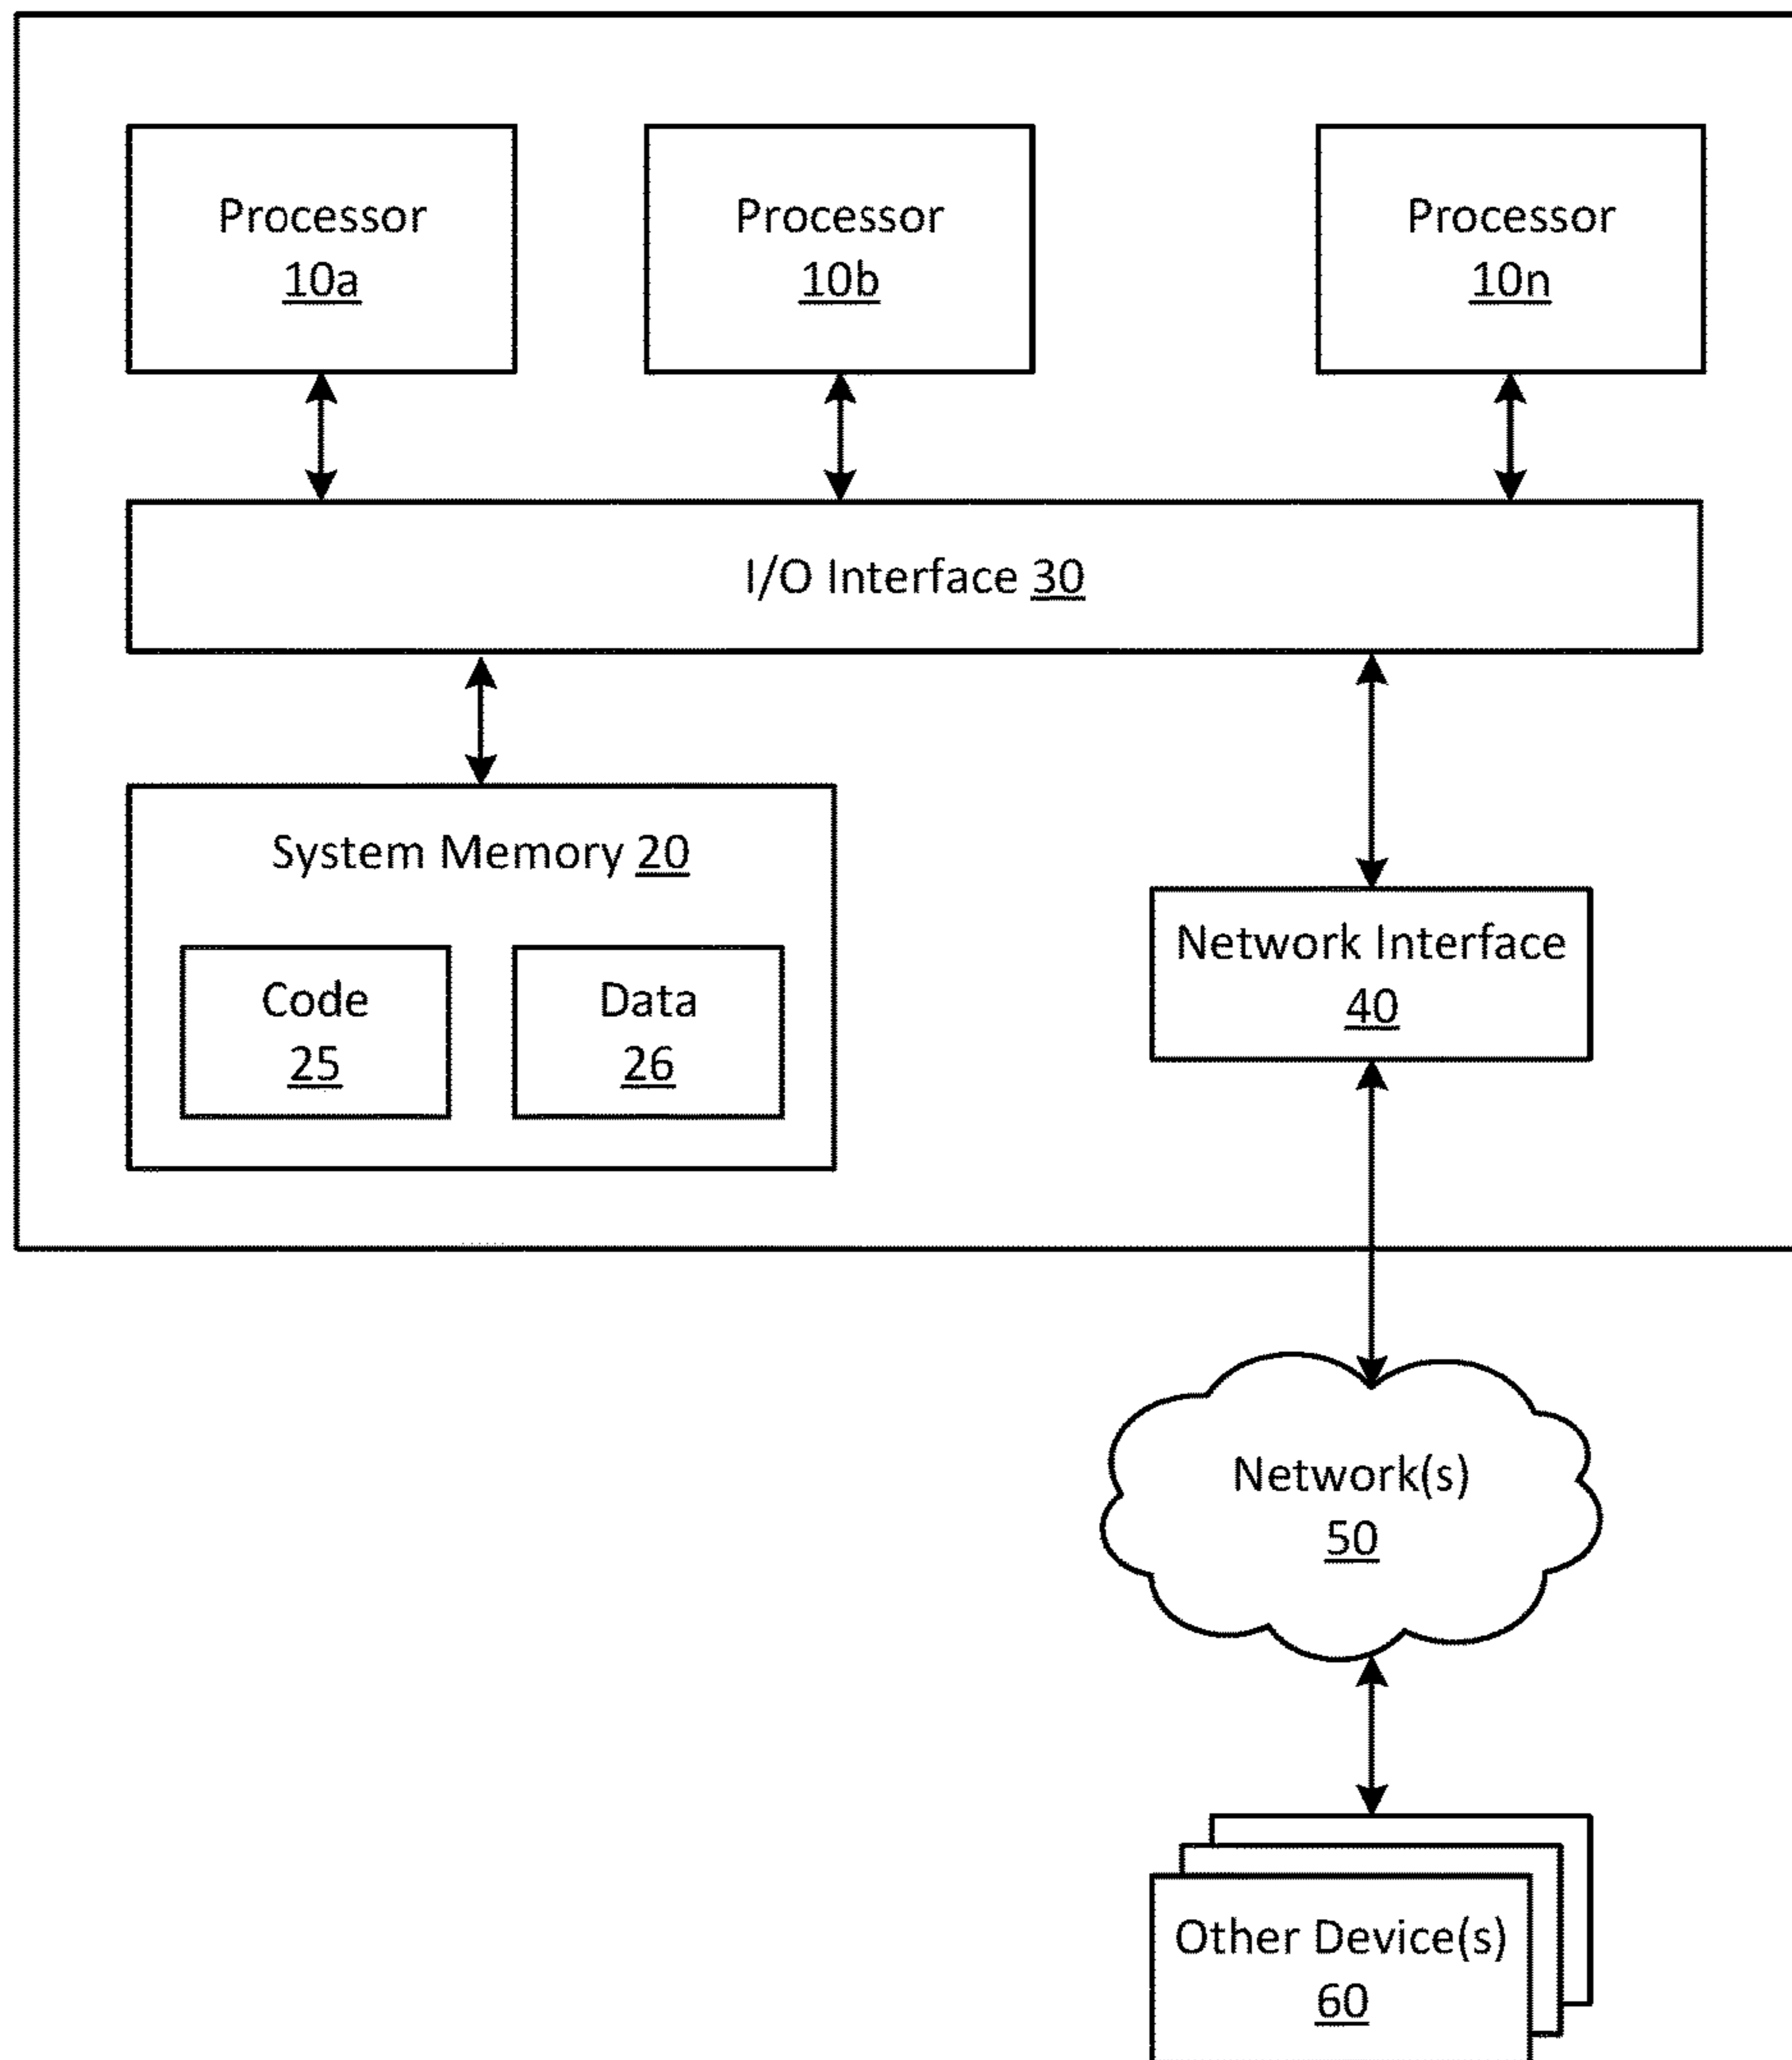 Processor
10a
Processor
10b
Processor
10n
I/O Interface 30
System Memory 20
Code
25
Data
26
Network Interface
40
Network(s)
50
Other Device(s)
60